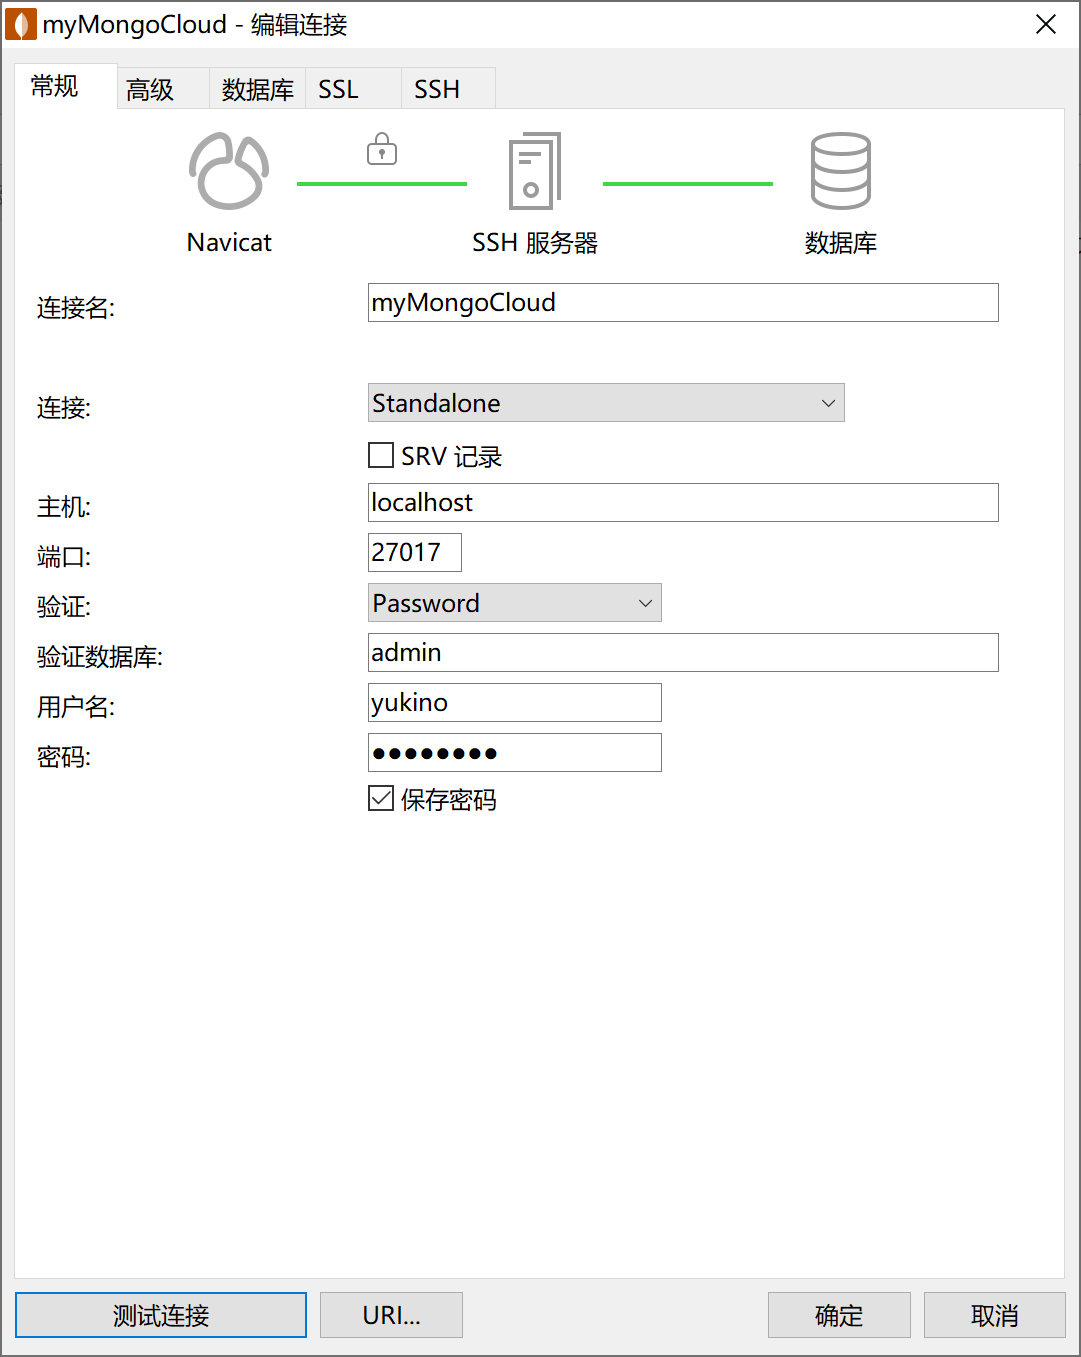 myMongoCloud - 编辑连接
常规 高级 数据库 SSL SSH
Navicat SSH 服务器 数据库
连接名: myMongoCloud
连接: Standalone
SRV 记录
主机: localhost
端口: 27017
验证: Password
验证数据库: admin
用户名: yukino
密码: ●●●●●●●●
保存密码
测试连接 URI... 确定 取消